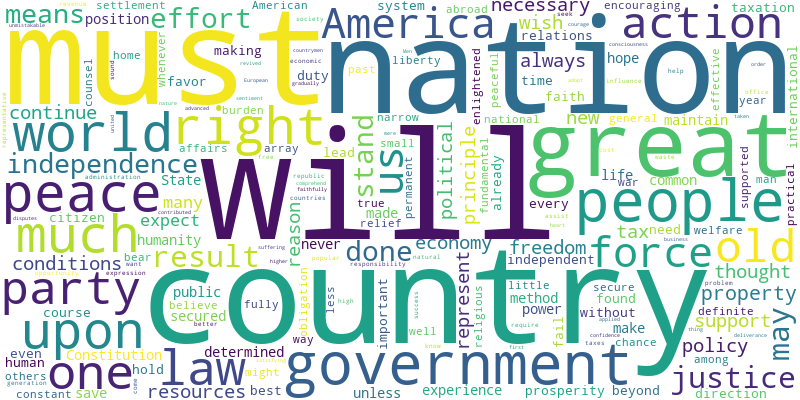 means
position
settlement
effort
American
America
system
abroad
necessary
encouraging
seek
courage
taxation
unmistakable
must
nation
society
countrymen
economic
wish
relations
action
home
counsel
whenever
making
favor
duty
liberty
always
hope
time
faith
peaceful
enlightened
consciousness
influence
help
order
office
year
effective
international
continue
world
right
burden
revived
gradually
European
sentiment
past
stand
us
narrow
national
new
general
maintain
independence
affairs
array
advanced
nature
lead
small
political
principle
already
fundamental
great
taken
representative
administration
State
free
united
will
republic
comprehend
faithfully
countries
permanent
true
made
relief
every
life
war
common
man
supported
practical
peace
many
citizen
much
expect
humanity
disputes
contributed
suffering
reason
never
done
economy
freedom
independent
assist
heart
people
welfare
tax
need
business
force
old
conditions
bear
want
result
higher
popular
responsibility
natural
represent
religious
little
method
secure
found
without
power
thought
party
opportunity
expression
public
believe
secured
better
country
fully
obligation
less
high
important
success
well
fail
make
chance
support
definite
problem
property
may
upon
course
Constitution
even
human
others
generation
constant
hold
save
one
law
determined
resources
come
might
way
best
government
know
unless
experience
require
first
prosperity
beyond
applied
taxes
confidence
among
policy
thing
deliverance
justice
direction